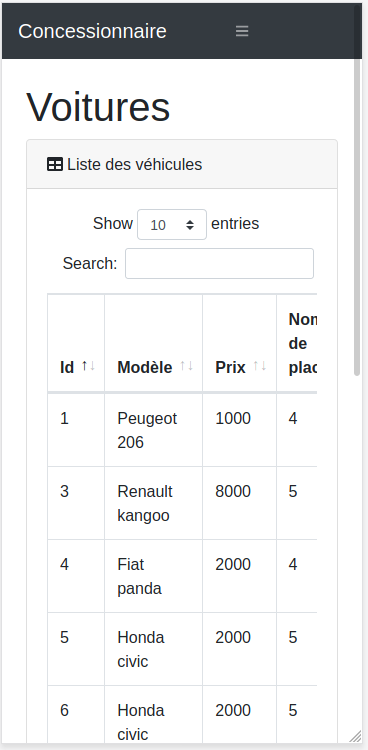 Concessionnaire
Voitures
Liste des véhicules
Show 10 entries
Search:
Id Modèle Prix
de
1 Peugeot 206 1000 4
3 Renault kangoo 8000 5
4 Fiat panda 2000 4
5 Honda civic 2000 5
6 Honda civic 2000 5